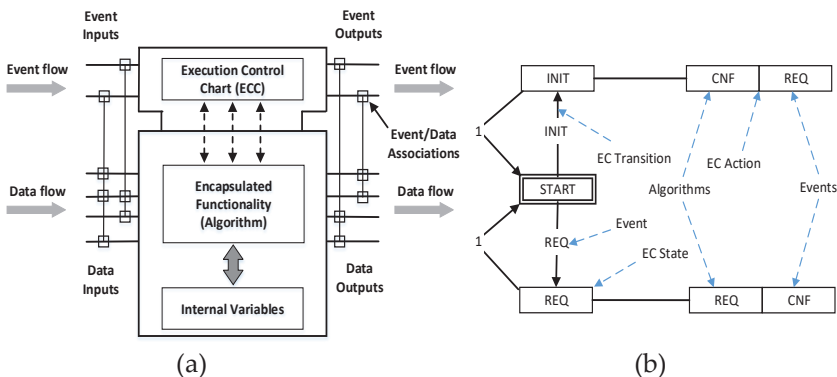 Event
Inputs
Event
Outputs
Event flow
Execution Control
Chart (ECC)
Event flow
Event/Data
Associations
Data flow
Encapsulated
Functionality
(Algorithm)
Data flow
Data
Inputs
Internal Variables
Data
Outputs
(a)
INIT
CNF
REQ
1
INIT
EC Transition
EC Action
START
Algorithms
Events
1
REQ
Event
EC State
REQ
REQ
CNF
(b)